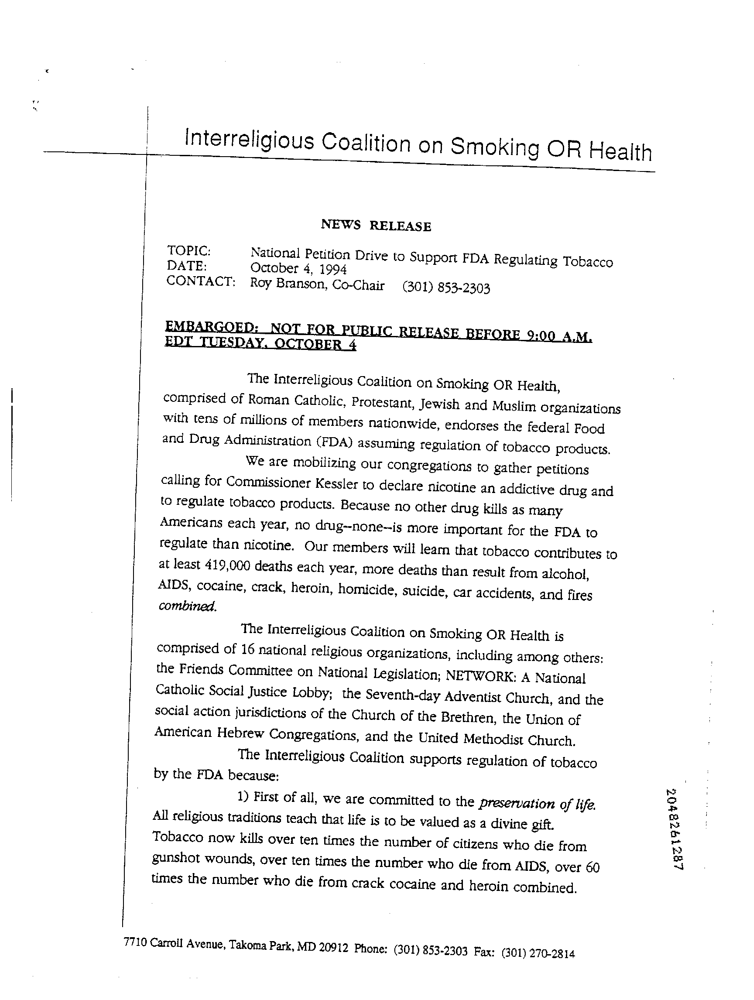 Interreligious Coalition on Smoking OR Health
NEWS RELEASE
TOPIC: National Petition Drive to Support FDA Regulating Tobacco
DATE: October 4, 1994
CONTACT: Roy Branson, Co-Chair (301) 853-2303
EMBARGOED: NOT FOR PUBLIC RELEASE BEFORE 9:00 A.M.
EDT TUESDAY, OCTOBER 4
The Interreligious Coalition on Smoking OR Health,
comprised of Roman Catholic, Protestant, Jewish and Muslim organizations
with tens of millions of members nationwide, endorses the federal Food
and Drug Administration (FDA) assuming regulation of tobacco products.
We are mobilizing our congregations to gather petitions
calling for Commissioner Kessler to declare nicotine an addictive drug and
to regulate tobacco products. Because no other drug kills as many
Americans each year, no drug--none--is more important for the FDA to
regulate than nicotine. Our members will learn that tobacco contributes to
at least 419,000 deaths each year, more deaths than result from alcohol,
AIDS, cocaine, crack, heroin, homicide, suicide, car accidents, and fires
combined.
The Interreligious Coalition on Smoking OR Health is
comprised of 16 national religious organizations, including among others:
the Friends Committee on National Legislation; NETWORK: A National
Catholic Social Justice Lobby; the Seventh-day Adventist Church, and the
social action jurisdictions of the Church of the Brethren, the Union of
American Hebrew Congregations, and the United Methodist Church.
The Interreligious Coalition supports regulation of tobacco
by the FDA because:
1) First of all, we are committed to the preservation of life.
All religious traditions teach that life is to be valued as a divine gift.
Tobacco now kills over ten times the number of citizens who die from
gunshot wounds, over ten times the number who die from AIDS, over 60
times the number who die from crack cocaine and heroin combined.
7710 Carroll Avenue, Takoma Park, MD 20912 Phone: (301) 853-2303 Fax: (301) 270-2814
2048261287